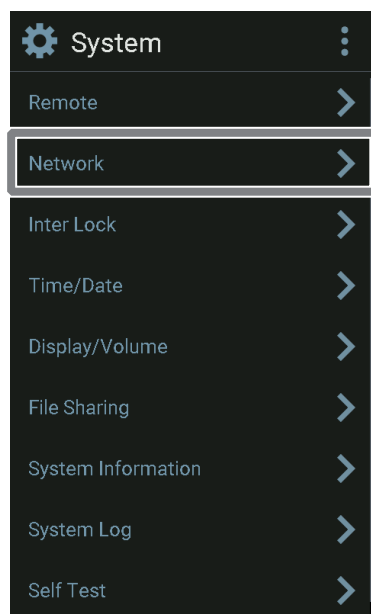 System
Remote
Network
Inter Lock
Time/Date
Display/Volume
File Sharing
System Information
System Log
Self Test